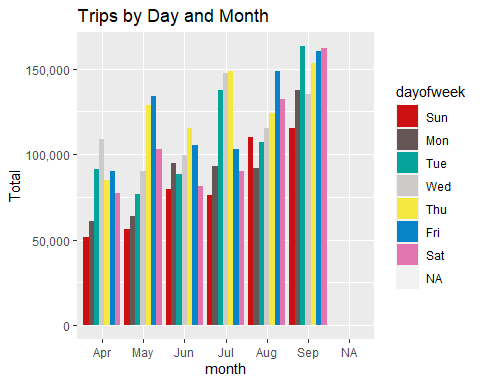 Trips by Day and Month
150,000
100,000
50,000
0
Total
Apr May Jun Jul Aug Sep NA
month
dayofweek
Sun
Mon
Tue
Wed
Thu
Fri
Sat
NA